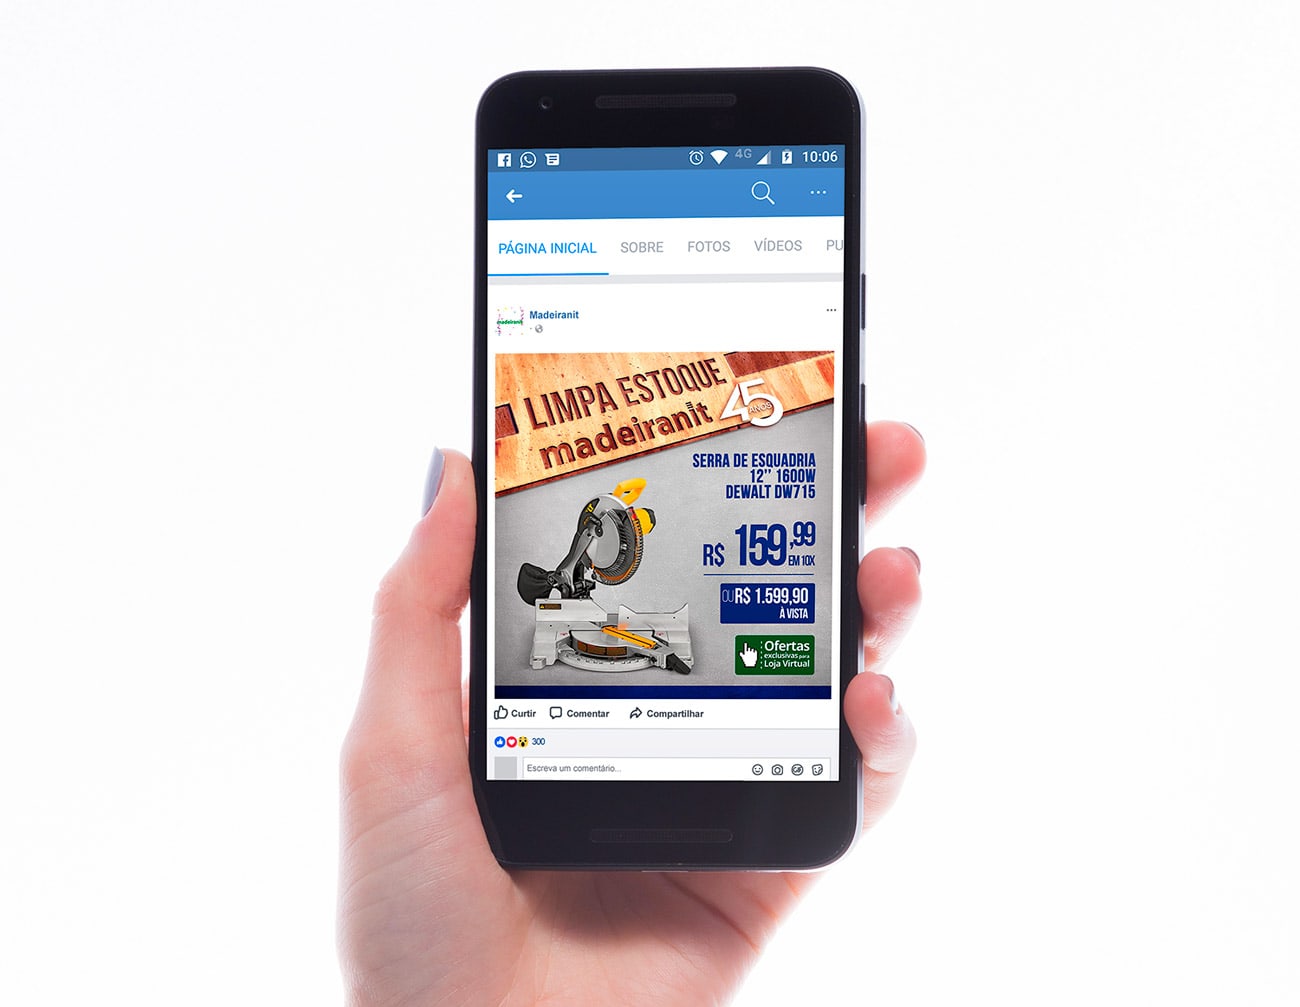 4G 10:06
PÁGINA INICIAL SOBRE FOTOS VÍDEOS PU
Madeiranit
madeiranit
LIMPA ESTOQUE
madeiranit 45
ANOS
SERRA DE ESQUADRIA
12'' 1600W
DEWALT DW715
R$ 159,99
EM 10X
OU R$ 1.599,90
À VISTA
Ofertas
exclusivas para
Loja Virtual
Curtir Comentar Compartilhar
300
Escreva um comentário...